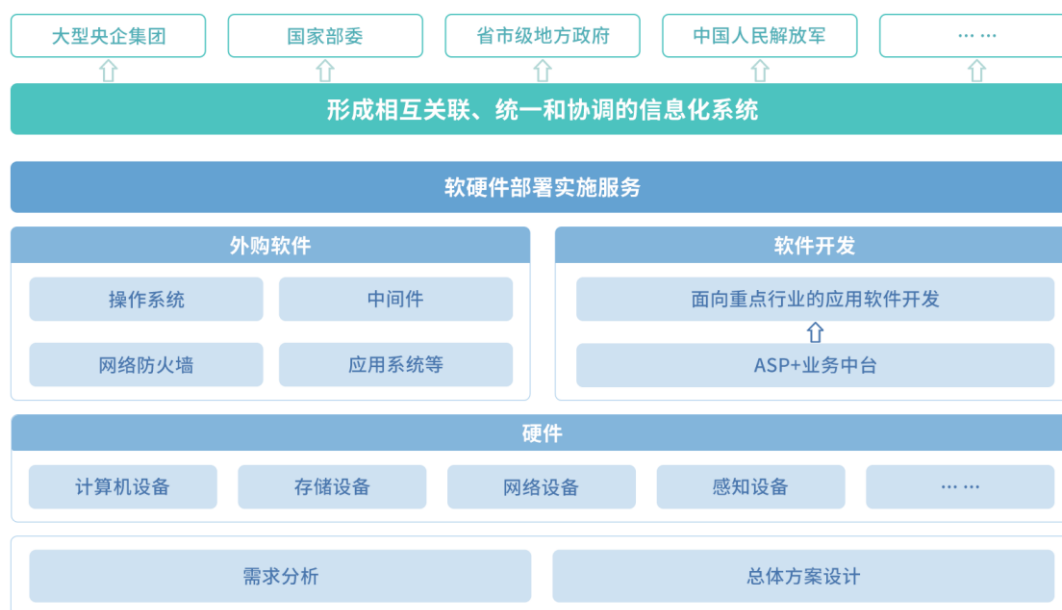 大型央企集团
国家部委
省市级地方政府
中国人民解放军
… …
形成相互关联、统一和协调的信息化系统
软硬件部署实施服务
外购软件
操作系统
中间件
网络防火墙
应用系统等
软件开发
面向重点行业的应用软件开发
ASP+业务中台
硬件
计算机设备
存储设备
网络设备
感知设备
… …
需求分析
总体方案设计